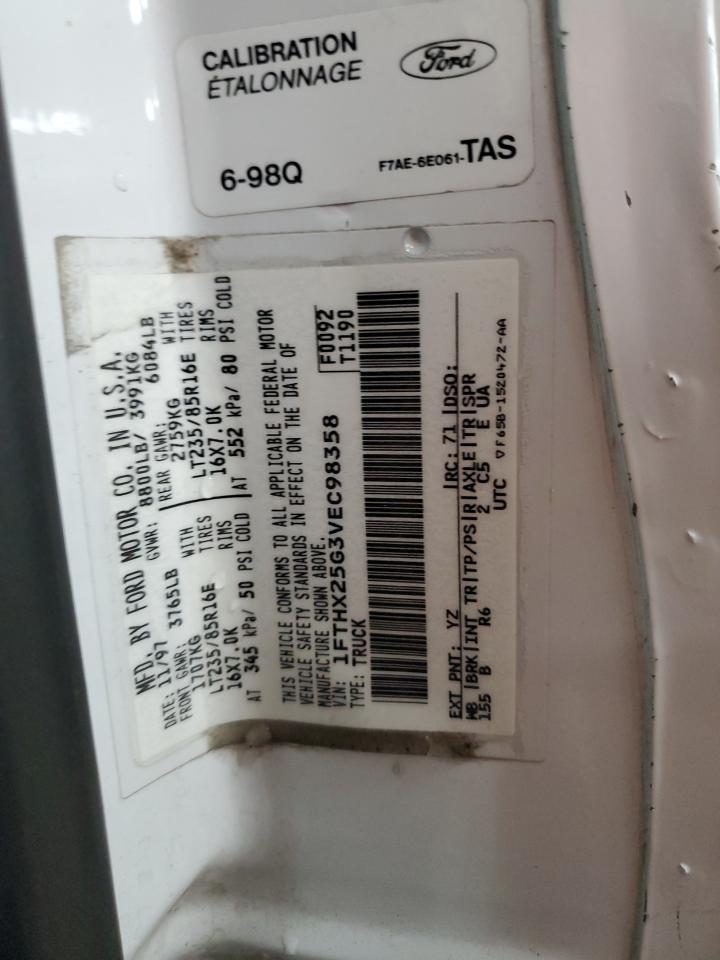 CALIBRATION
ÉTALONNAGE
Ford
6-98Q
F7AE-6E061-TAS
MFD. BY FORD MOTOR CO. IN U.S.A.
DATE: 11/97 GVWR: 8800LB/ 3991KG
FRONT GAWR: 3765LB REAR GAWR: 6084LB
1707KG WITH 2759KG WITH
LT235/85R16E TIRES LT235/85R16E TIRES
16X7.0K RIMS 16X7.0K RIMS
AT 345 kPa/ 50 PSI COLD AT 552 kPa/ 80 PSI COLD
THIS VEHICLE CONFORMS TO ALL APPLICABLE FEDERAL MOTOR
VEHICLE SAFETY STANDARDS IN EFFECT ON THE DATE OF
MANUFACTURE SHOWN ABOVE.
VIN: 1FTHX25G3VEC98358 F0092
TYPE: TRUCK T1190
EXT PNT: YZ RC: 71 DSO:
WB BRK INT TR TP/PS R AXLE TR SPR
155 B R6 2 C5 E UA
UTC ▽F65B-1520472-AA